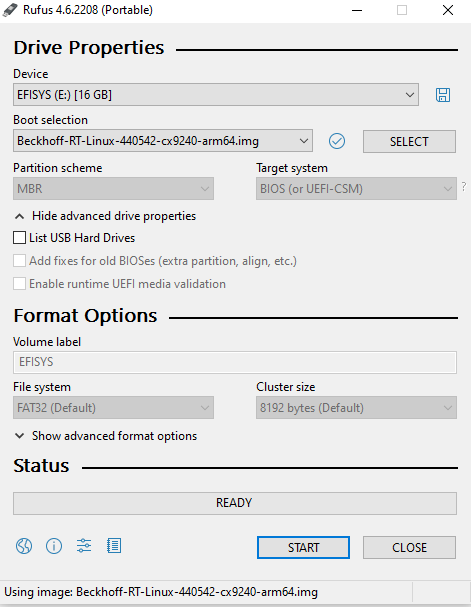 Rufus 4.6.2208 (Portable)
Drive Properties
Device
EFISYS (E:) [16 GB]
Boot selection
Beckhoff-RT-Linux-440542-cx9240-arm64.img
SELECT
Partition scheme
Target system
MBR
BIOS (or UEFI-CSM)
?
Hide advanced drive properties
List USB Hard Drives
Add fixes for old BIOSes (extra partition, align, etc.)
Enable runtime UEFI media validation
Format Options
Volume label
EFISYS
File system
Cluster size
FAT32 (Default)
8192 bytes (Default)
Show advanced format options
Status
READY
START
CLOSE
Using image: Beckhoff-RT-Linux-440542-cx9240-arm64.img